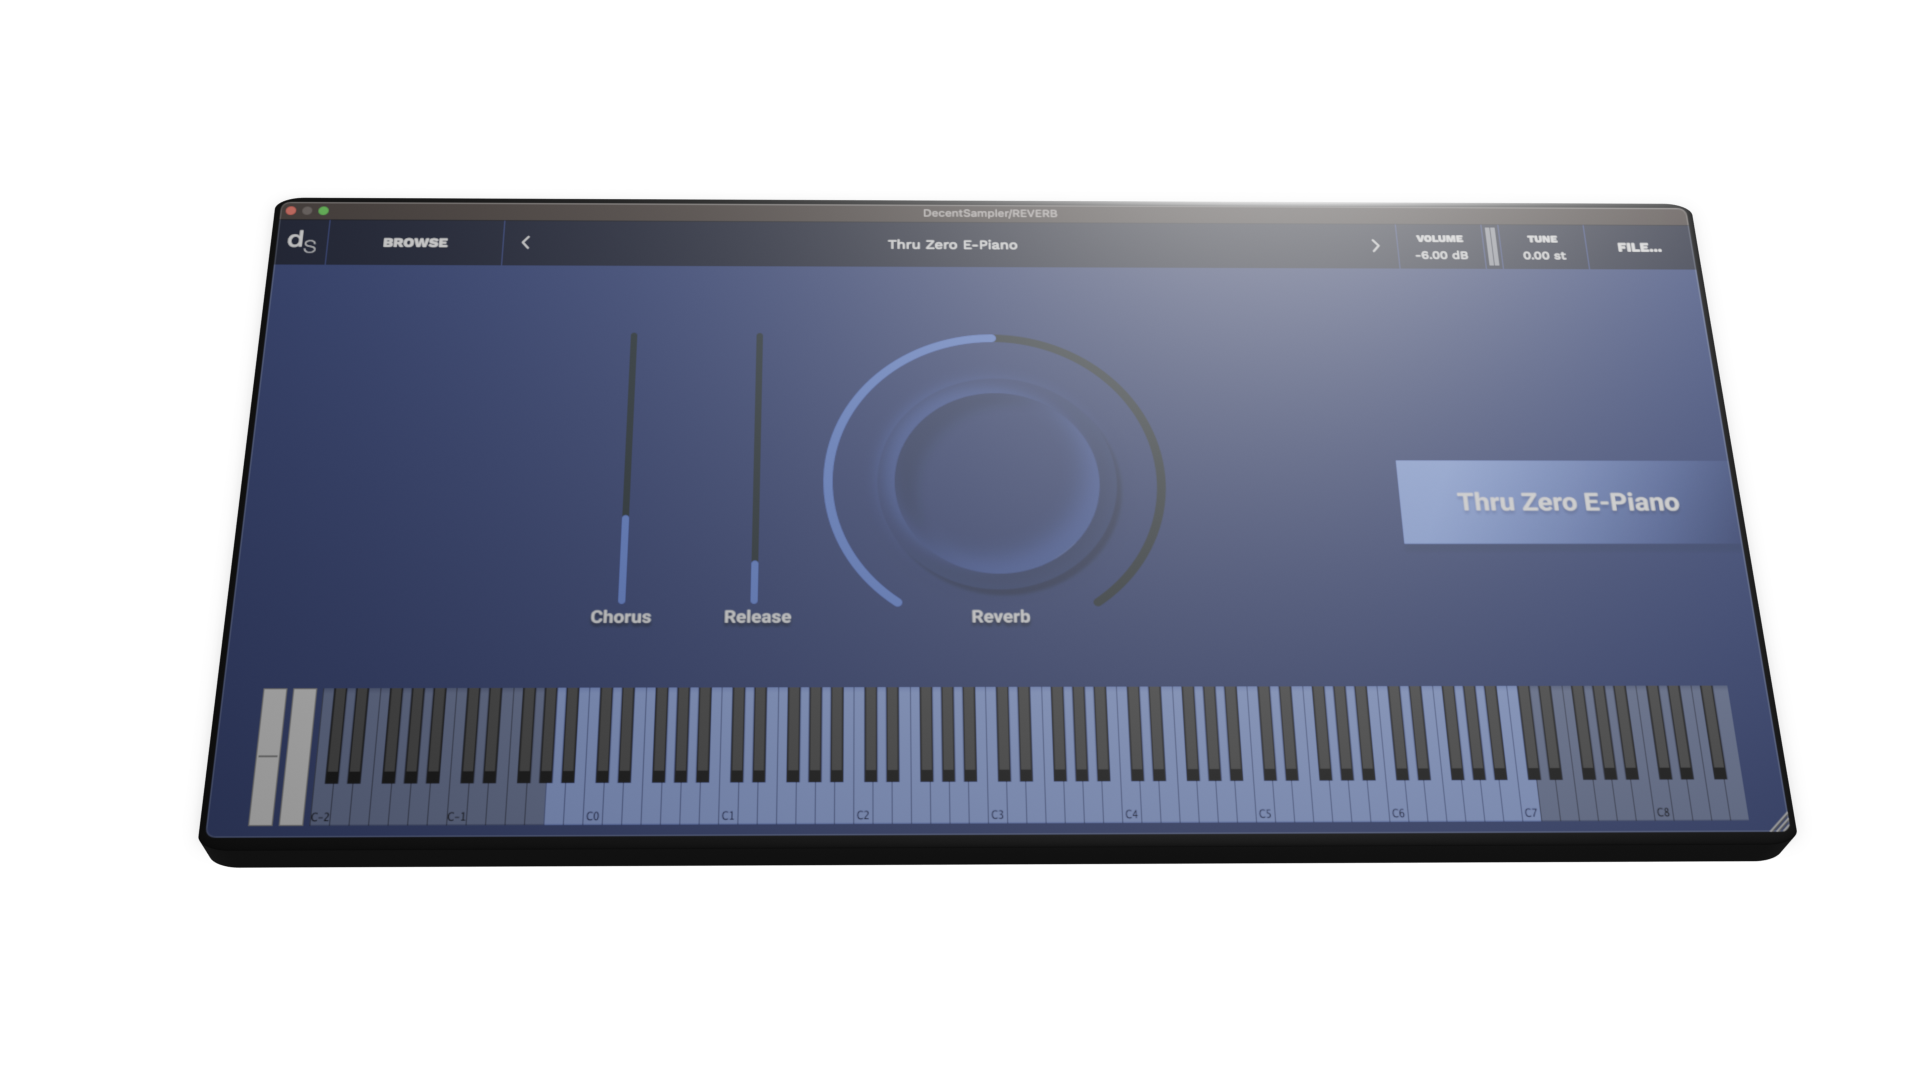 DecentSampler/REVERB
ds
BROWSE
Thru Zero E-Piano
VOLUME
-6.00 dB
TUNE
0.00 st
FILE...
Thru Zero E-Piano
Chorus
Release
Reverb
C-2
C-1
C0
C1
C2
C3
C4
C5
C6
C7
C8